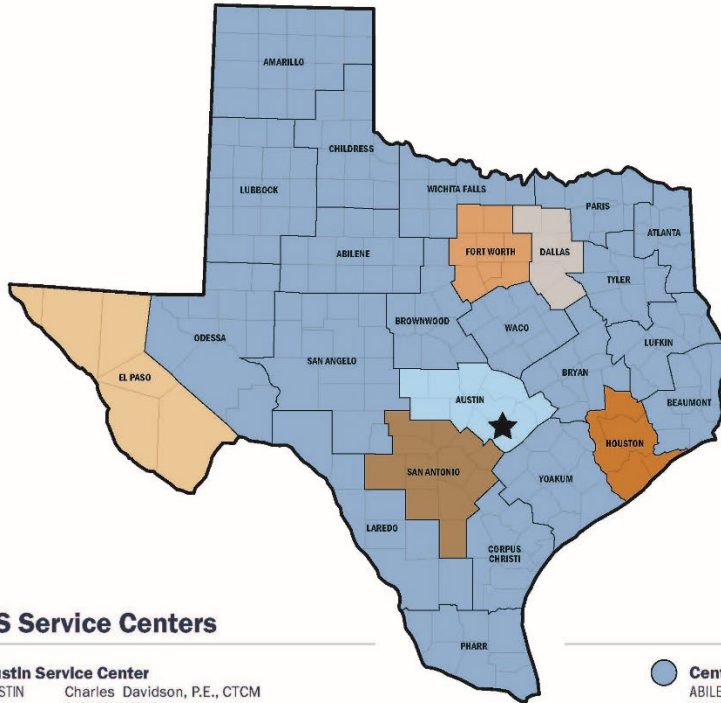 AMARILLO
CHILDRESS
LUBBOCK
WICHITA FALLS
PARIS
ATLANTA
FORT WORTH
DALLAS
ABILENE
TYLER
BROWNWOOD
WACO
ODESSA
SAN ANGELO
LUFKIN
BRYAN
EL PASO
AUSTIN
BEAUMONT
HOUSTON
SAN ANTONIO
YOAKUM
LAREDO
CORPUS
CHRISTI
PHARR
S Service Centers
ustin Service Center
STIN Charles Davidson, P.E., CTCM
Cent
ABILE